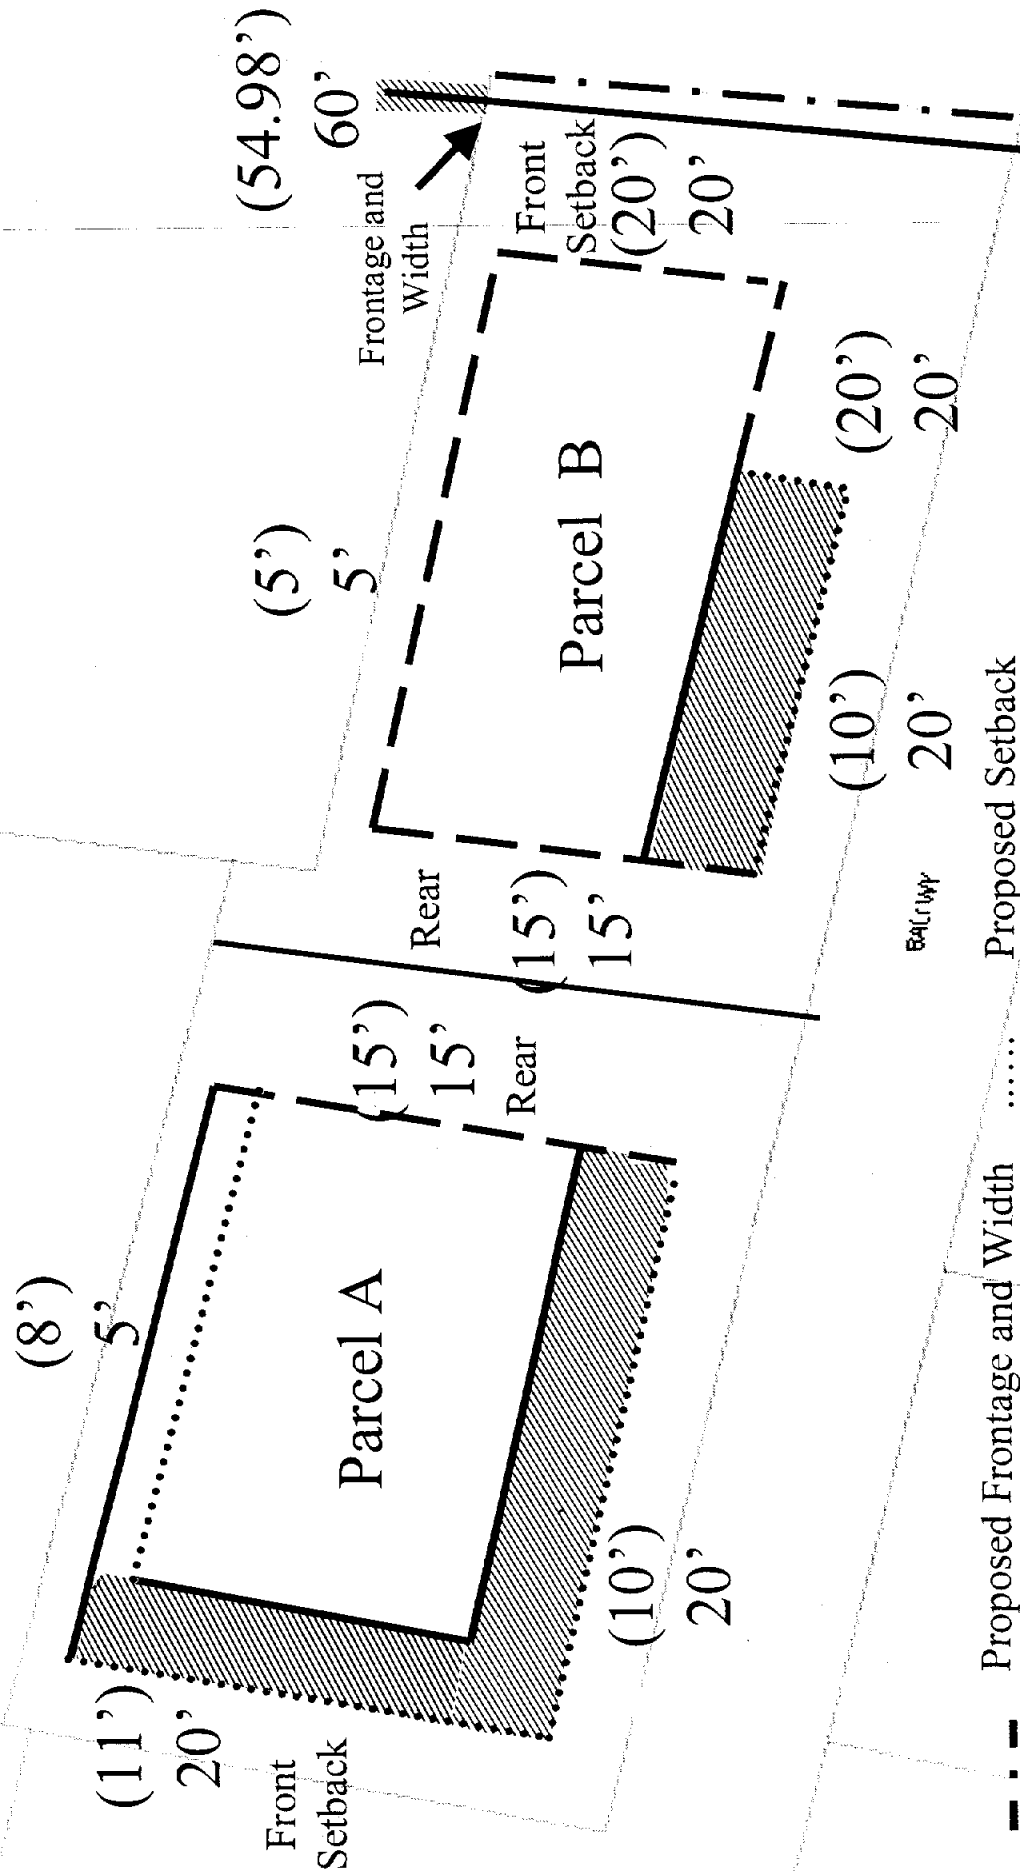 (11’)
20’
Front
Setback
(8’)
5’
Parcel A
(10’)
20’
(15’)
15’
Rear
Rear
(15’)
15’
(5’)
5’
Parcel B
(10’)
20’
(20’)
20’
Frontage and
Width
(54.98’)
60’
Front
Setback
(20’)
20’
Proposed Frontage and Width
...... Proposed Setback